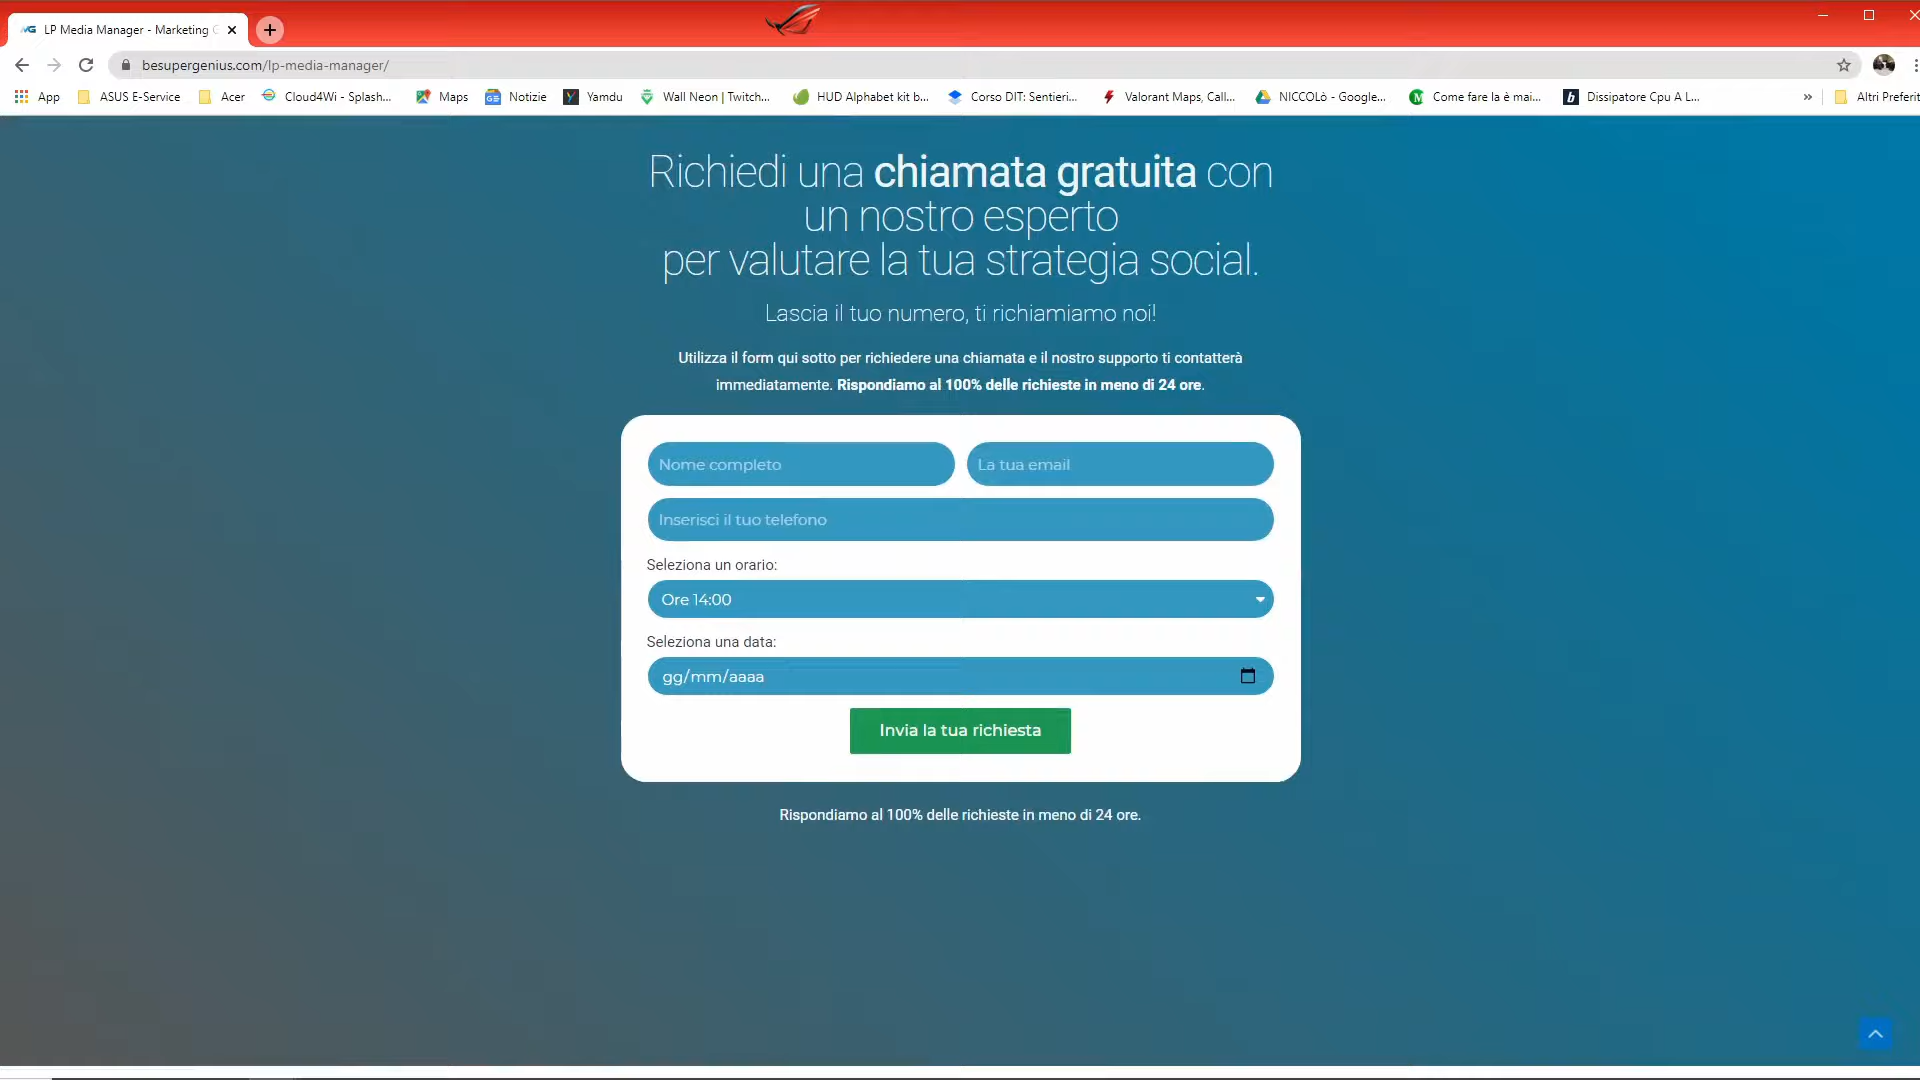 LP Media Manager - Marketing
besupergenius.com/lp-media-manager/
App ASUS E-Service Acer Cloud4Wi - Splash... Maps Notizie Yamdu Wall Neon | Twitch... HUD Alphabet kit b... Corso DIT: Sentieri... Valorant Maps, Call... NICCOLÒ - Google... Come fare la è mai... Dissipatore Cpu A L... » Altri Preferit
Richiedi una chiamata gratuita con
un nostro esperto
per valutare la tua strategia social.
Lascia il tuo numero, ti richiamiamo noi!
Utilizza il form qui sotto per richiedere una chiamata e il nostro supporto ti contatterà
immediatamente. Rispondiamo al 100% delle richieste in meno di 24 ore.
Nome completo La tua email
Inserisci il tuo telefono
Seleziona un orario:
Ore 14:00
Seleziona una data:
gg/mm/aaaa
Invia la tua richiesta
Rispondiamo al 100% delle richieste in meno di 24 ore.